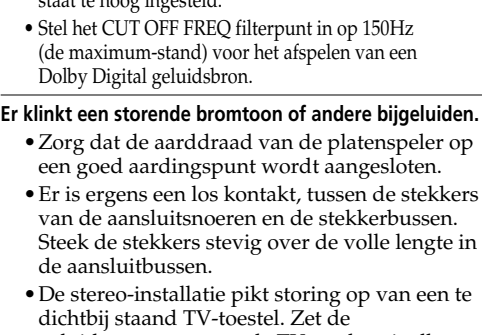 staat te hoog ingesteld.
• Stel het CUT OFF FREQ filterpunt in op 150Hz
(de maximum-stand) voor het afspelen van een
Dolby Digital geluidsbron.
Er klinkt een storende bromtoon of andere bijgeluiden.
• Zorg dat de aarddraad van de platenspeler op
een goed aardingspunt wordt aangesloten.
• Er is ergens een los kontakt, tussen de stekkers
van de aansluitsnoeren en de stekkerbussen.
Steek de stekkers stevig over de volle lengte in
de aansluitbussen.
• De stereo-installatie pikt storing op van een te
dichtbij staand TV-toestel. Zet de